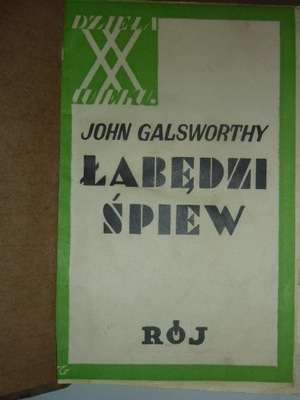 DZIEŁA
XX
WIEKU.
JOHN GALSWORTHY
ŁABĘDZI
ŚPIEW
RÓJ